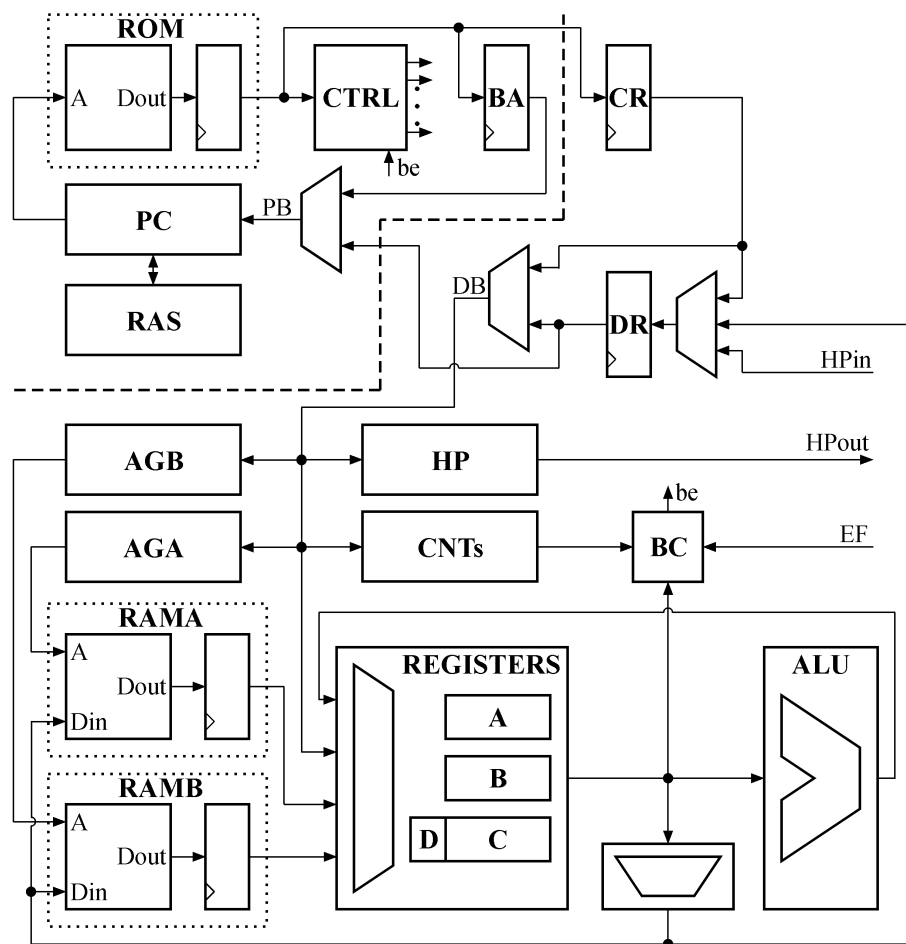 ROM
A
Dout
CTRL
BA
CR
be
PB
PC
RAS
DB
DR
HPin
AGB
HP
HPout
be
AGA
CNTs
BC
EF
RAMA
A
Dout
Din
REGISTERS
ALU
A
B
D
C
RAMB
A
Dout
Din